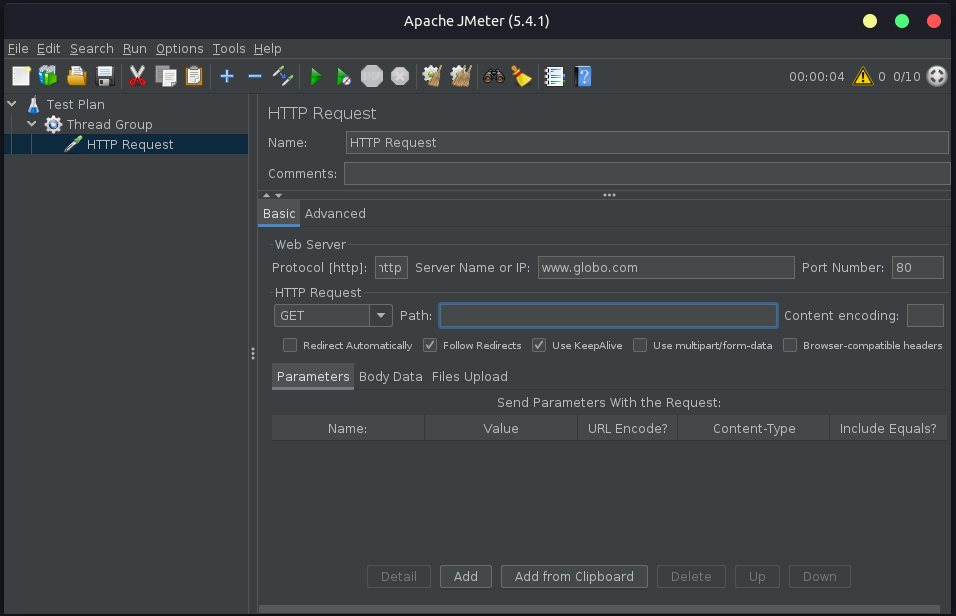 Apache JMeter (5.4.1)
File Edit Search Run Options Tools Help
STOP 00:00:04 0 0/10
Test Plan
Thread Group
HTTP Request
HTTP Request
Name: HTTP Request
Comments:
Basic Advanced
Web Server
Protocol [http]: http Server Name or IP: www.globo.com Port Number: 80
HTTP Request
GET Path: Content encoding:
Redirect Automatically Follow Redirects Use KeepAlive Use multipart/form-data Browser-compatible headers
Parameters Body Data Files Upload
Send Parameters With the Request:
Name: Value URL Encode? Content-Type Include Equals?
Detail Add Add from Clipboard Delete Up Down